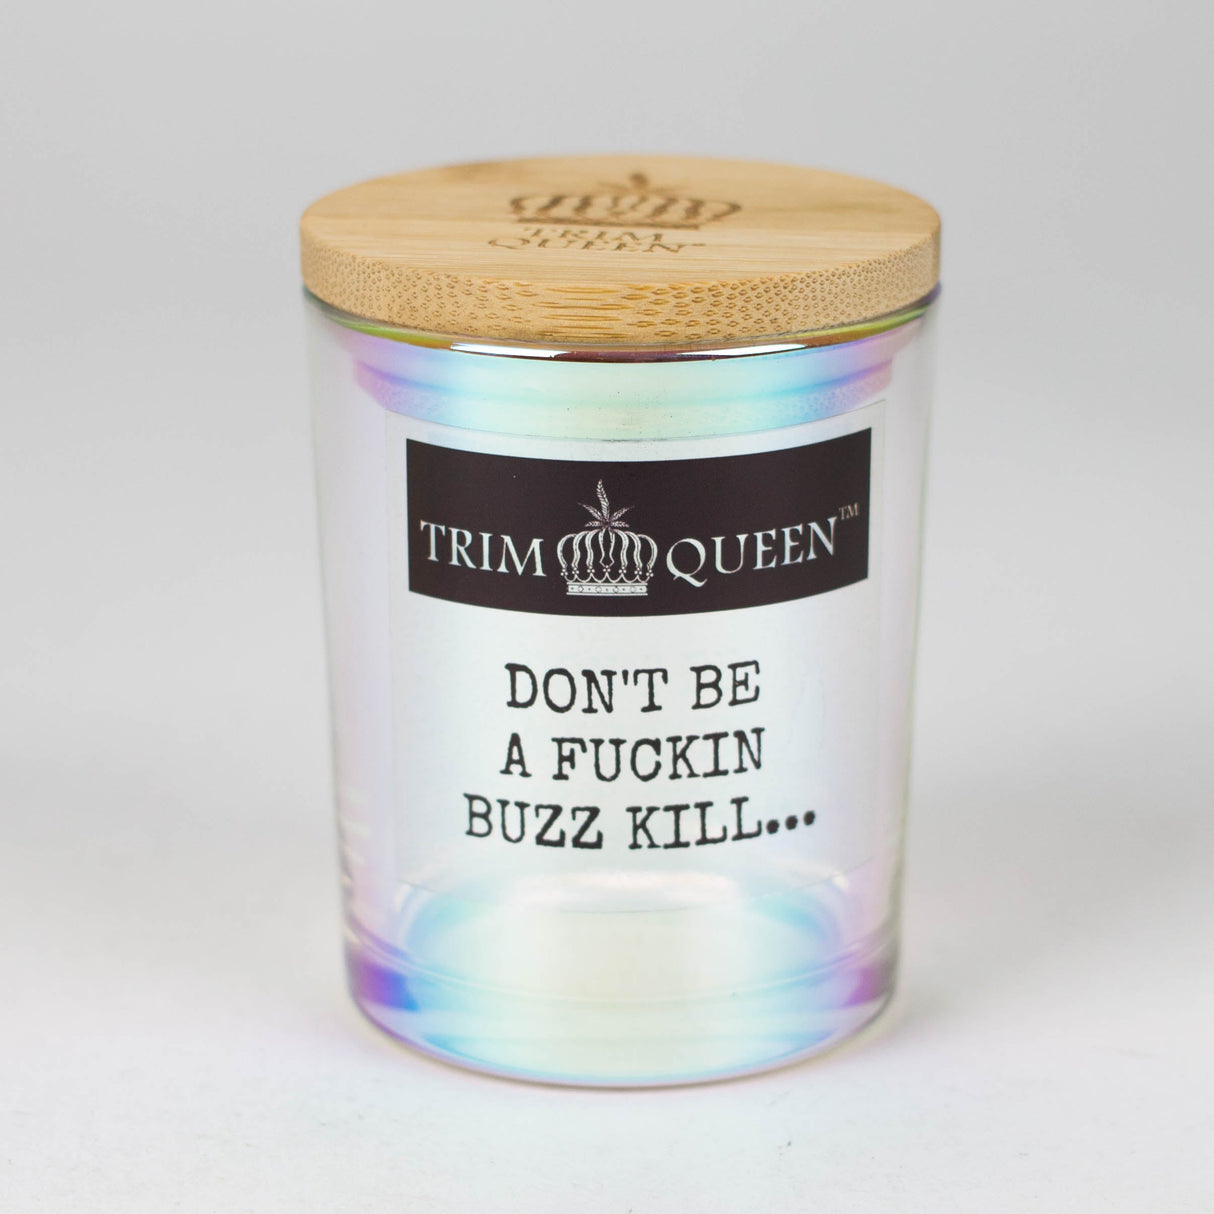 TRIM
QUEEN
TRIM QUEEN™
DON'T BE
A FUCKIN
BUZZ KILL...